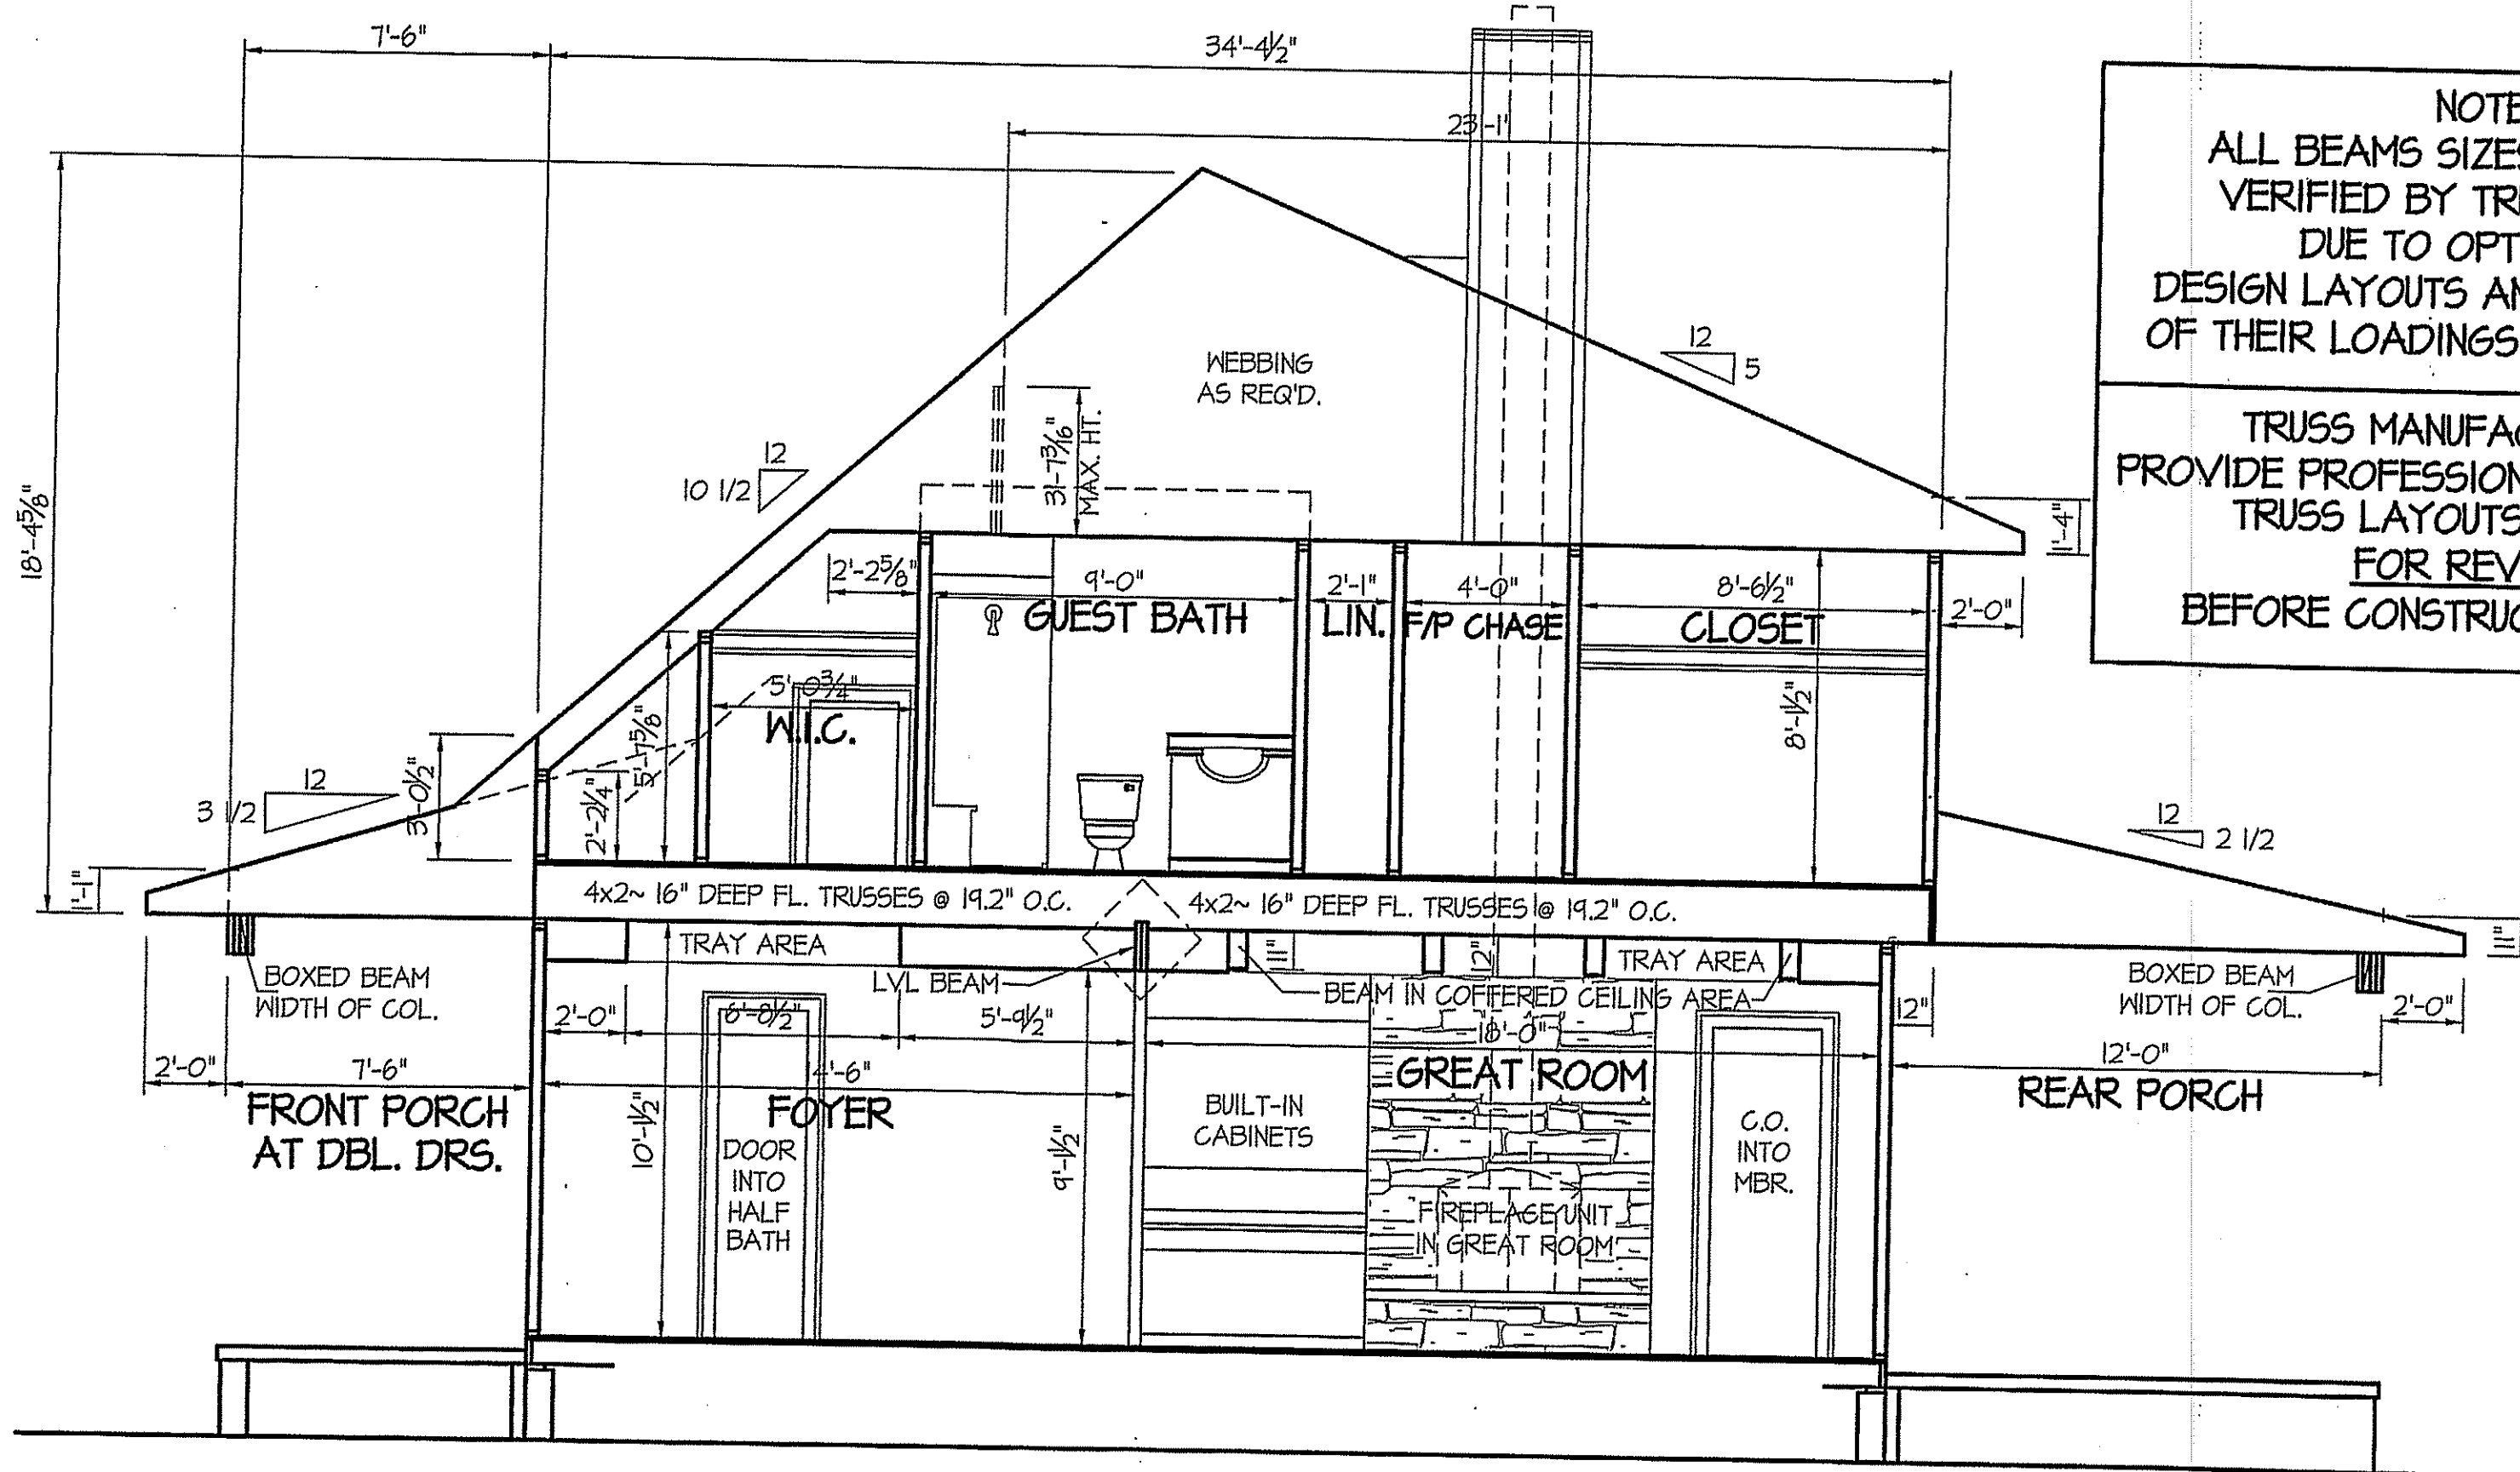 7'-6"
34'-4½"
23'-1"
18'-4⅝"
12
10 1/2
WEBBING
AS REQ'D.
MAX. HT.
12
5
1'-4"
2'-2⅝"
9'-0"
2'-1"
4'-0"
8'-6½"
2'-0"
GUEST BATH
LIN.
F/P CHASE
CLOSET
5'-0¾"
W.I.C.
5'-7⅝"
8'-1½"
3'-0½"
2'-2¼"
12
3 1/2
1'-1"
12
2 1/2
4x2~ 16" DEEP FL. TRUSSES @ 19.2" O.C.
4x2~ 16" DEEP FL. TRUSSES @ 19.2" O.C.
TRAY AREA
11"
12"
TRAY AREA
11"
BOXED BEAM
WIDTH OF COL.
LVL BEAM
BEAM IN COFFERED CEILING AREA
BOXED BEAM
WIDTH OF COL.
2'-0"
6'-8½"
5'-9½"
18'-0"
12"
2'-0"
2'-0"
7'-6"
4'-6"
12'-0"
FRONT PORCH
AT DBL. DRS.
FOYER
GREAT ROOM
REAR PORCH
10'-1½"
9'-1½"
DOOR
INTO
HALF
BATH
BUILT-IN
CABINETS
FIREPLACE UNIT
IN GREAT ROOM
C.O.
INTO
MBR.
NOTE
ALL BEAMS SIZES
VERIFIED BY TR
DUE TO OPT
DESIGN LAYOUTS AN
OF THEIR LOADINGS
TRUSS MANUFAC
PROVIDE PROFESSION
TRUSS LAYOUTS
FOR REV
BEFORE CONSTRUC